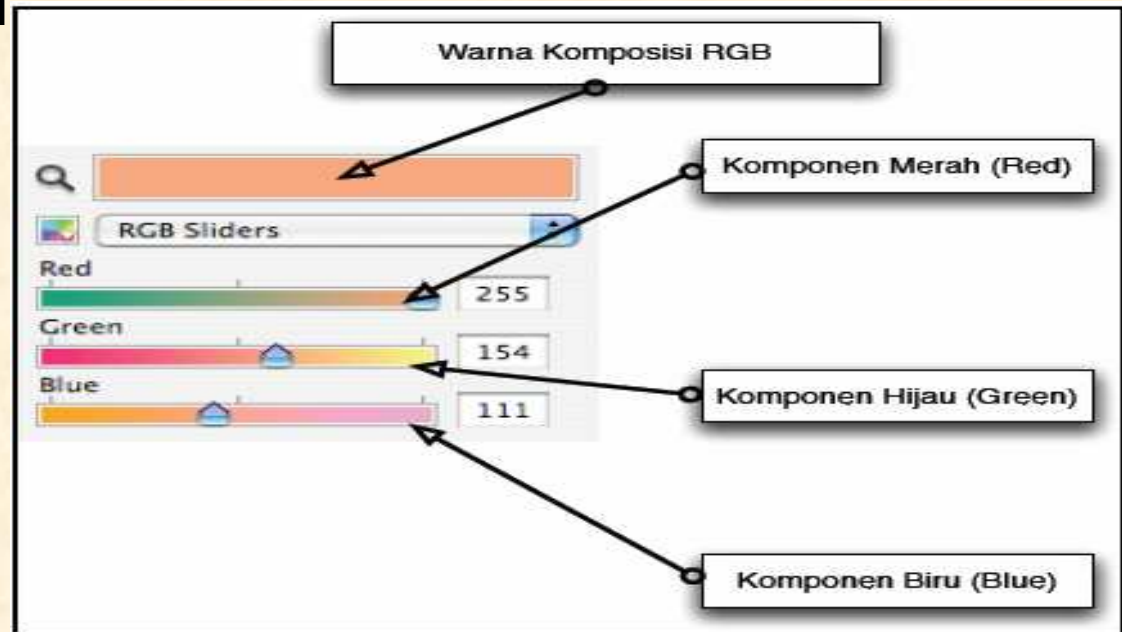 Warna Komposisi RGB
Komponen Merah (Red)
RGB Sliders
Red
255
Green
154
Blue
111
Komponen Hijau (Green)
Komponen Biru (Blue)